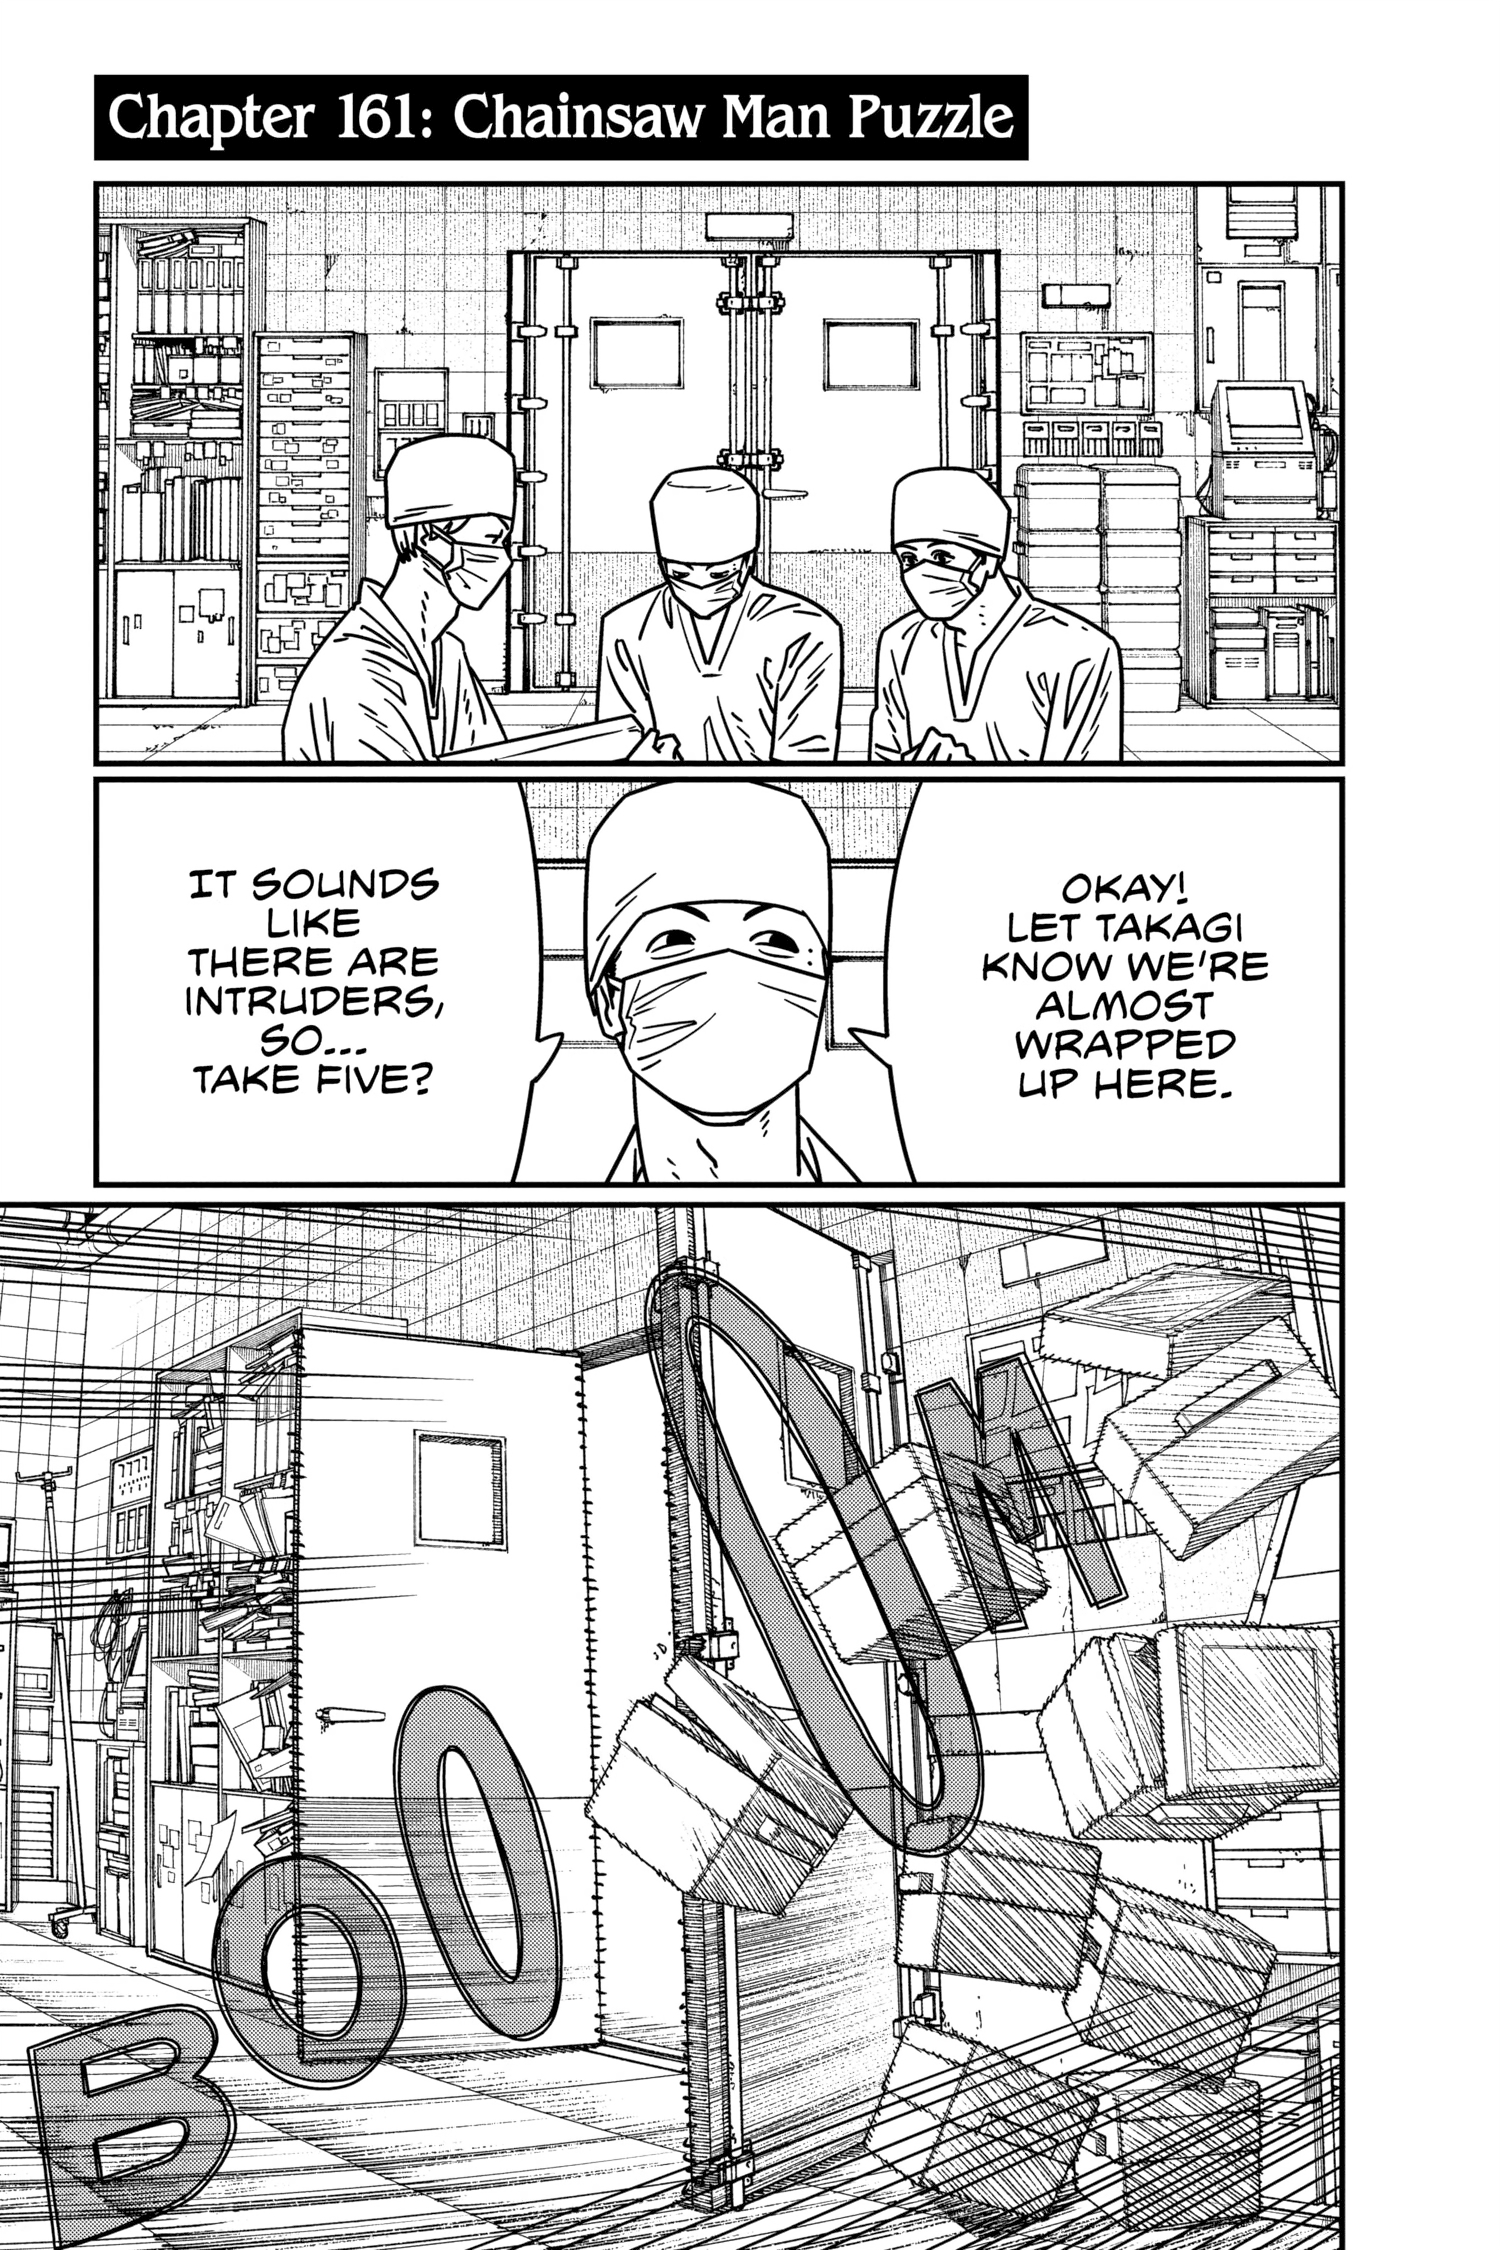 Chapter 161: Chainsaw Man Puzzle
OKAY!
LET TAKAGI
KNOW WE'RE
ALMOST
WRAPPED
UP HERE.
IT SOUNDS
LIKE
THERE ARE
INTRUDERS,
SO...
TAKE FIVE?
BOOOM